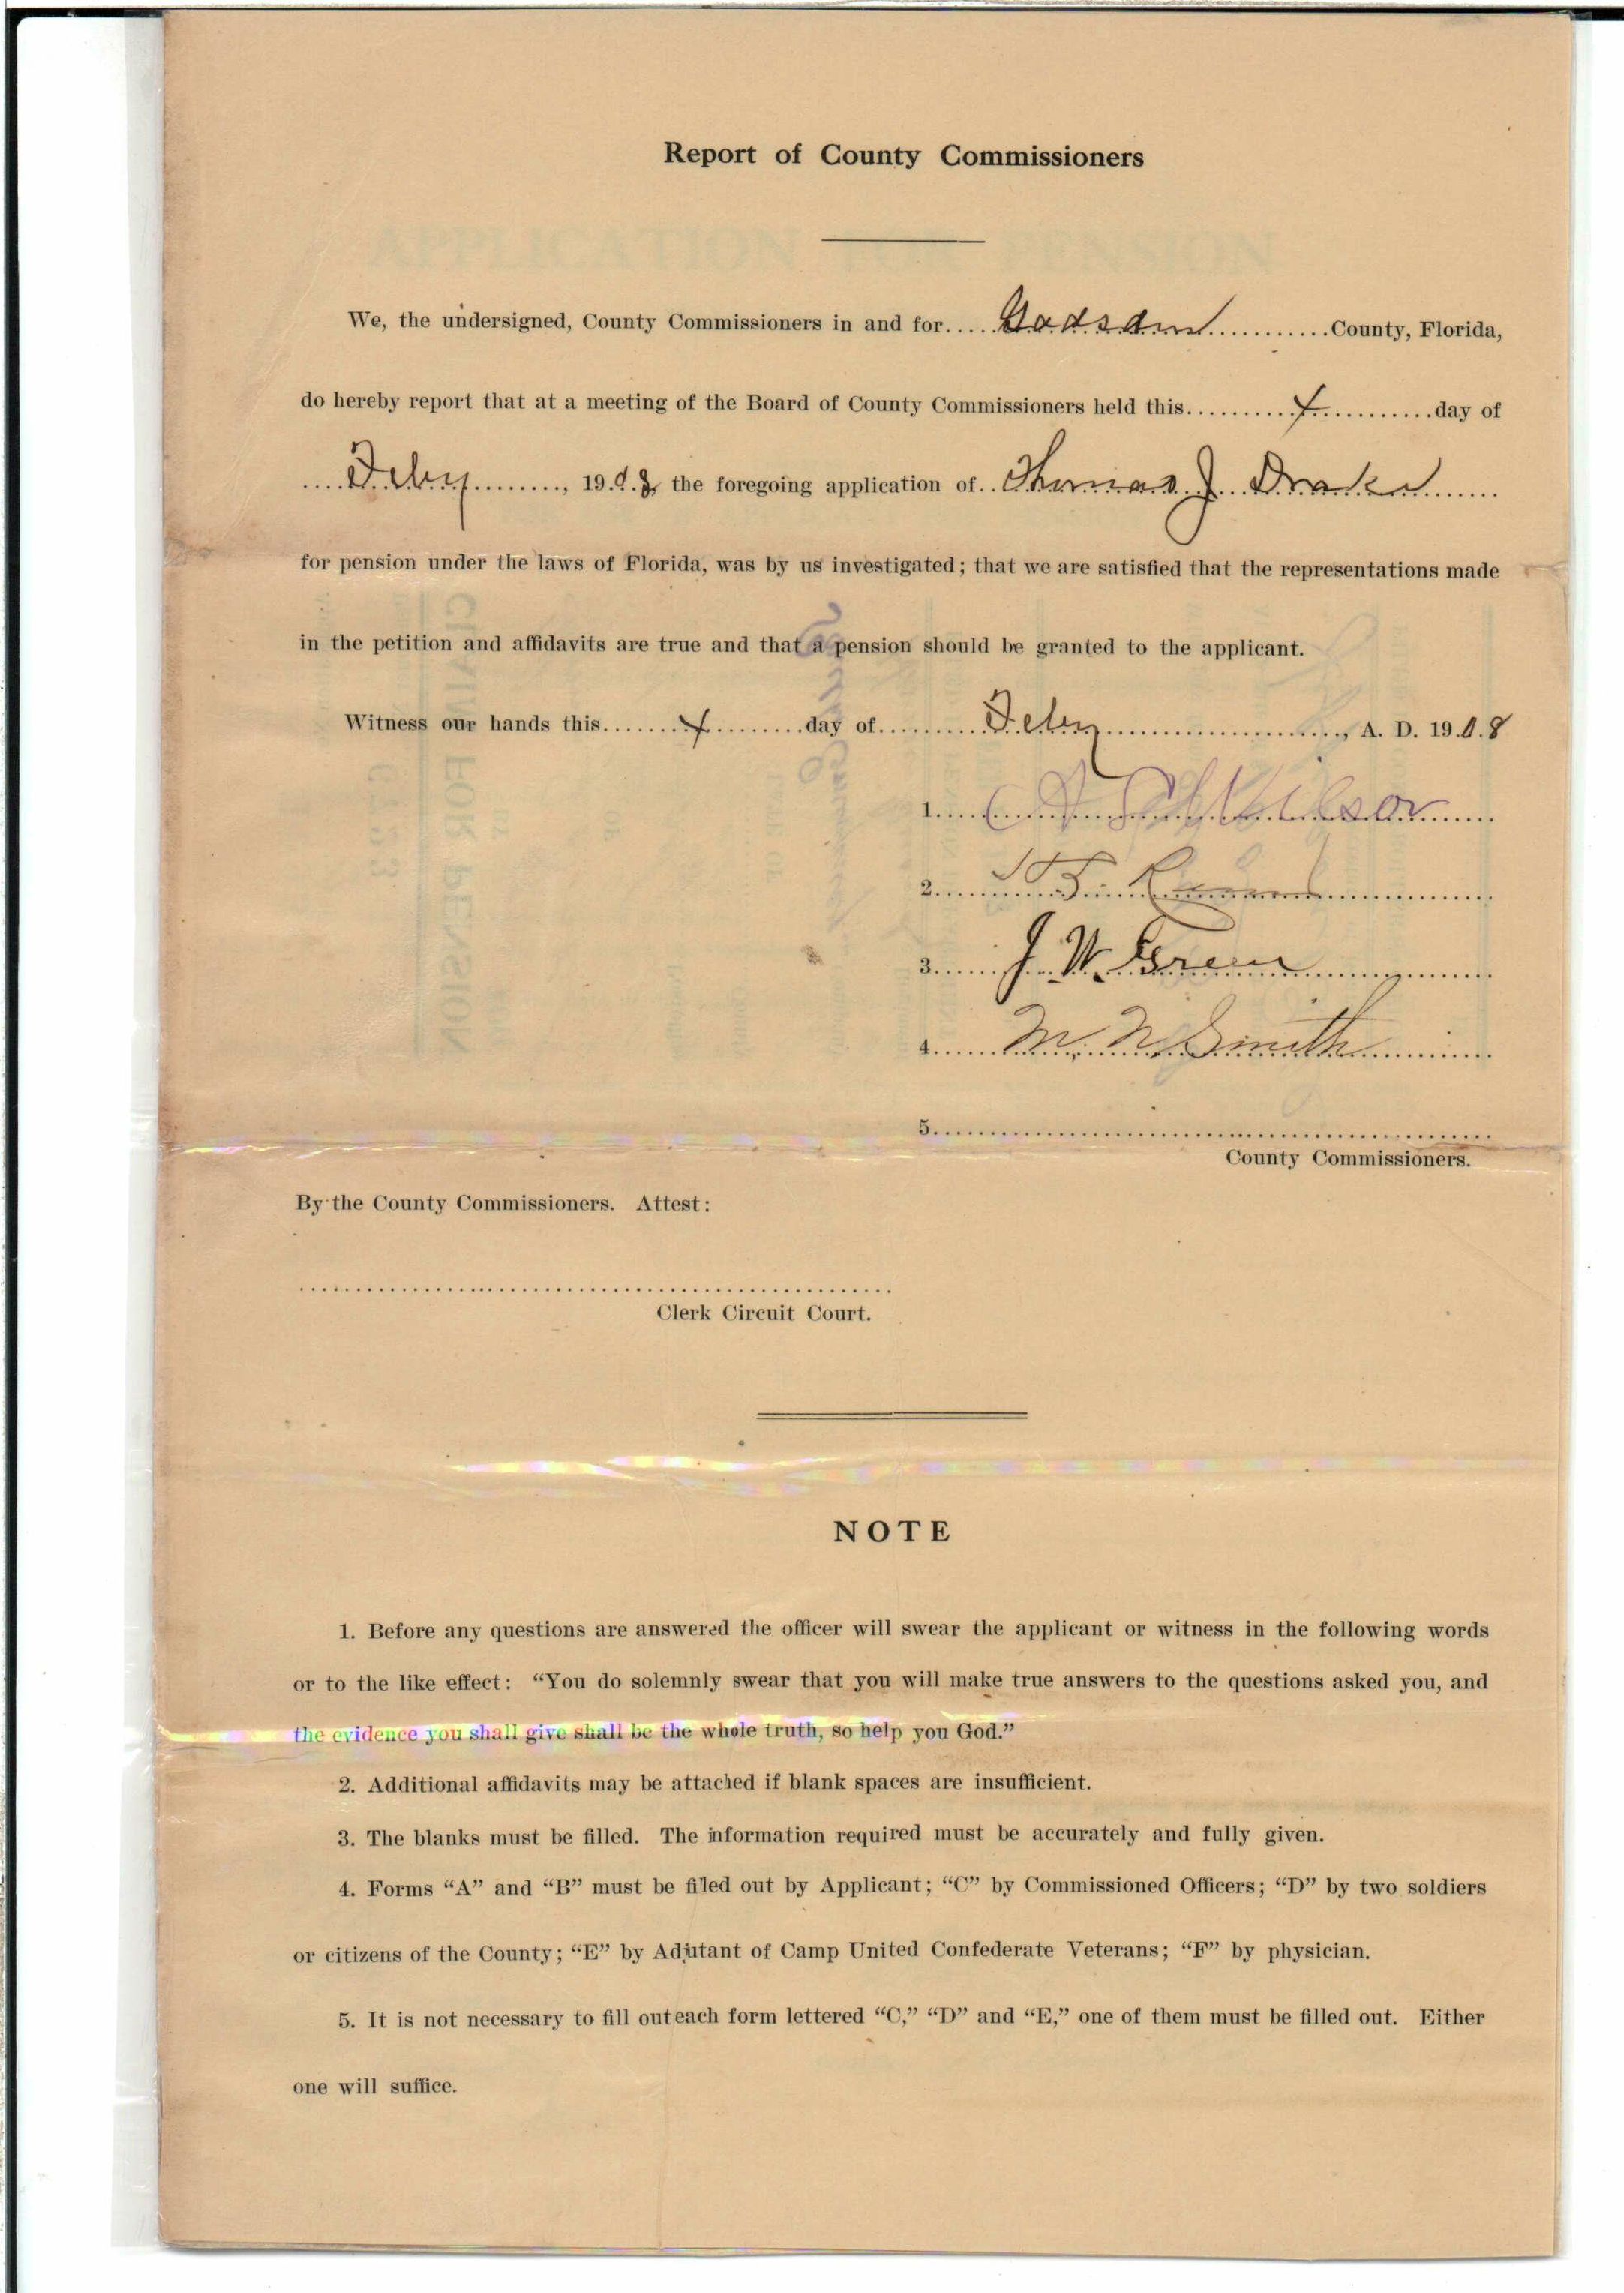 Report of County Commissioners
We, the undersigned, County Commissioners in and for.....Gadsden..........County, Florida,
do hereby report that at a meeting of the Board of County Commissioners held this..........4...........day of
....Feby........., 1908, the foregoing application of..Thomas J Drake......
for pension under the laws of Florida, was by us investigated; that we are satisfied that the representations made
in the petition and affidavits are true and that a pension should be granted to the applicant.
Witness our hands this.......4.........day of..........Feby......................, A. D. 1908
1.... Wilson
2....
3.......J. W. Green
4......M. N. Smith
5....................................................
County Commissioners.
By the County Commissioners. Attest:
Clerk Circuit Court.
NOTE
1. Before any questions are answered the officer will swear the applicant or witness in the following words
or to the like effect: “You do solemnly swear that you will make true answers to the questions asked you, and
the evidence you shall give shall be the whole truth, so help you God.”
2. Additional affidavits may be attached if blank spaces are insufficient.
3. The blanks must be filled. The information required must be accurately and fully given.
4. Forms “A” and “B” must be filed out by Applicant; “C” by Commissioned Officers; “D” by two soldiers
or citizens of the County; “E” by Adjutant of Camp United Confederate Veterans; “F” by physician.
5. It is not necessary to fill out each form lettered “C,” “D” and “E,” one of them must be filled out. Either
one will suffice.